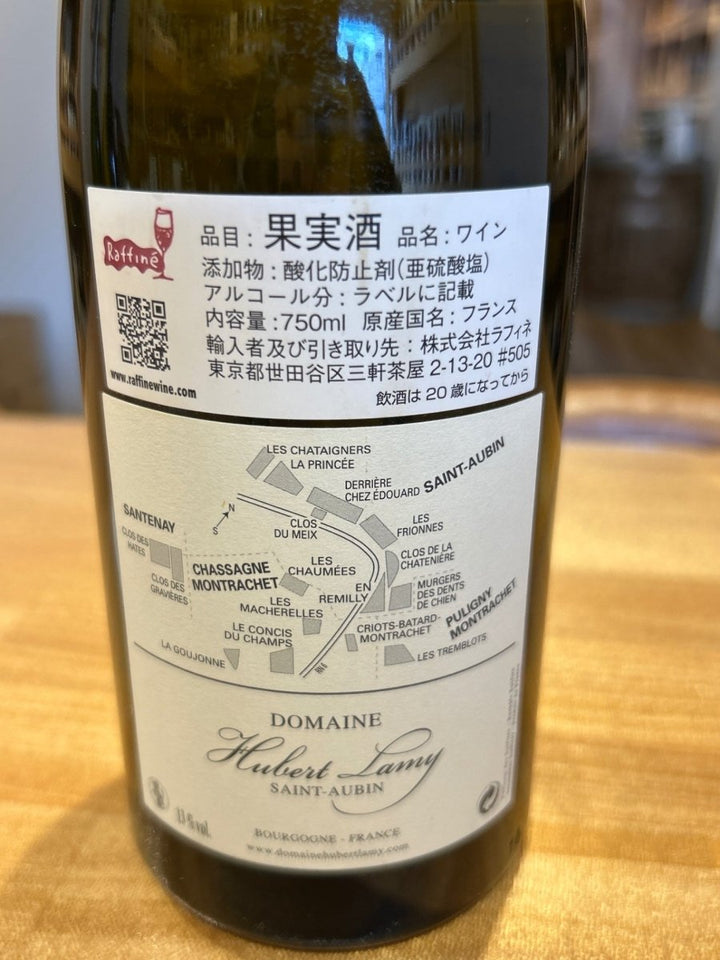 Raffiné
品目：果実酒 品名：ワイン
添加物：酸化防止剤（亜硫酸塩）
アルコール分：ラベルに記載
内容量：750ml 原産国名：フランス
輸入者及び引き取り先：株式会社ラフィネ
東京都世田谷区三軒茶屋 2-13-20 #505
www.raffinewine.com
飲酒は 20 歳になってから
LES CHATAIGNERS
LA PRINCÉE
DERRIÈRE
CHEZ ÉDOUARD
SAINT-AUBIN
N
S
CLOS
DU MEIX
LES
FRIONNES
SANTENAY
CLOS DES
HATES
CLOS DES
GRAVIÈRES
CHASSAGNE
MONTRACHET
LES
CHAUMÉES
CLOS DE LA
CHATENIÈRE
EN
REMILLY
MURGERS
DES DENTS
DE CHIEN
LES
MACHERELLES
PULIGNY
MONTRACHET
LE CONCIS
DU CHAMPS
CRIOTS-BATARD-
MONTRACHET
LA GOUJONNE
LES TREMBLOTS
DOMAINE
Hubert Lamy
SAINT-AUBIN
BOURGOGNE - FRANCE
www.domainehubertlamy.com